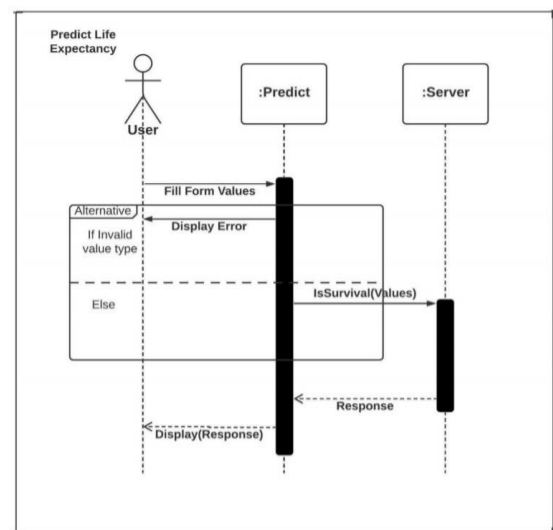 Predict Life
Expectancy
User
:Predict
:Server
Fill Form Values
Alternative
Display Error
If Invalid
value type
IsSurvival(Values)
Else
Response
Display(Response)